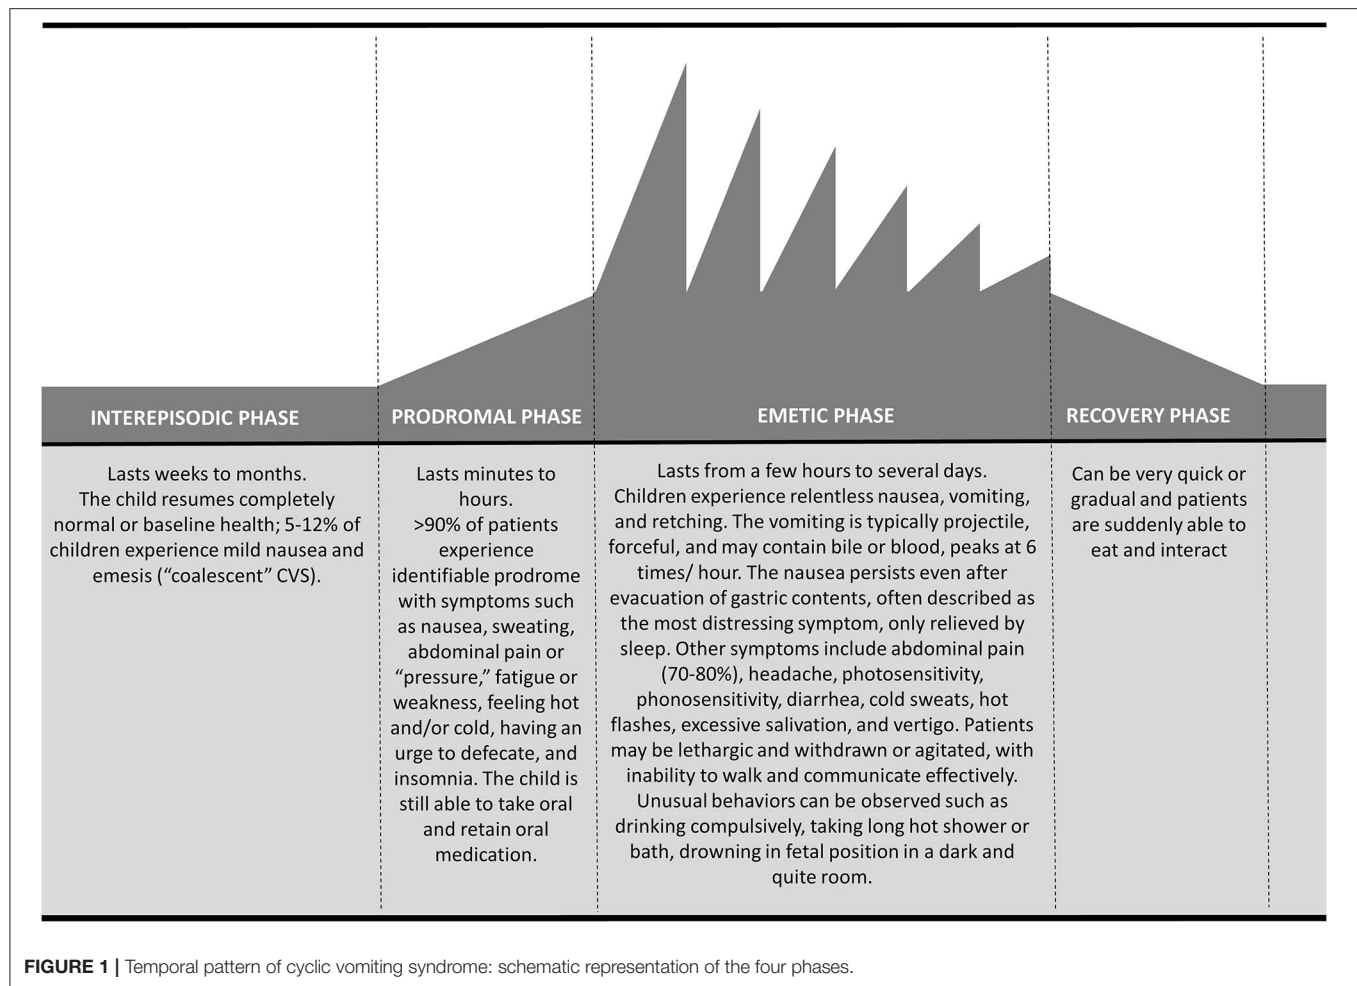 INTEREPISODIC PHASE
Lasts weeks to months.
The child resumes completely
normal or baseline health; 5-12% of
children experience mild nausea and
emesis (“coalescent” CVS).
PRODROMAL PHASE
Lasts minutes to
hours.
>90% of patients
experience
identifiable prodrome
with symptoms such
as nausea, sweating,
abdominal pain or
“pressure,” fatigue or
weakness, feeling hot
and/or cold, having an
urge to defecate, and
insomnia. The child is
still able to take oral
and retain oral
medication.
EMETIC PHASE
Lasts from a few hours to several days.
Children experience relentless nausea, vomiting,
and retching. The vomiting is typically projectile,
forceful, and may contain bile or blood, peaks at 6
times/ hour. The nausea persists even after
evacuation of gastric contents, often described as
the most distressing symptom, only relieved by
sleep. Other symptoms include abdominal pain
(70-80%), headache, photosensitivity,
phonosensitivity, diarrhea, cold sweats, hot
flashes, excessive salivation, and vertigo. Patients
may be lethargic and withdrawn or agitated, with
inability to walk and communicate effectively.
Unusual behaviors can be observed such as
drinking compulsively, taking long hot shower or
bath, drowning in fetal position in a dark and
quite room.
RECOVERY PHASE
Can be very quick or
gradual and patients
are suddenly able to
eat and interact
FIGURE 1 | Temporal pattern of cyclic vomiting syndrome: schematic representation of the four phases.